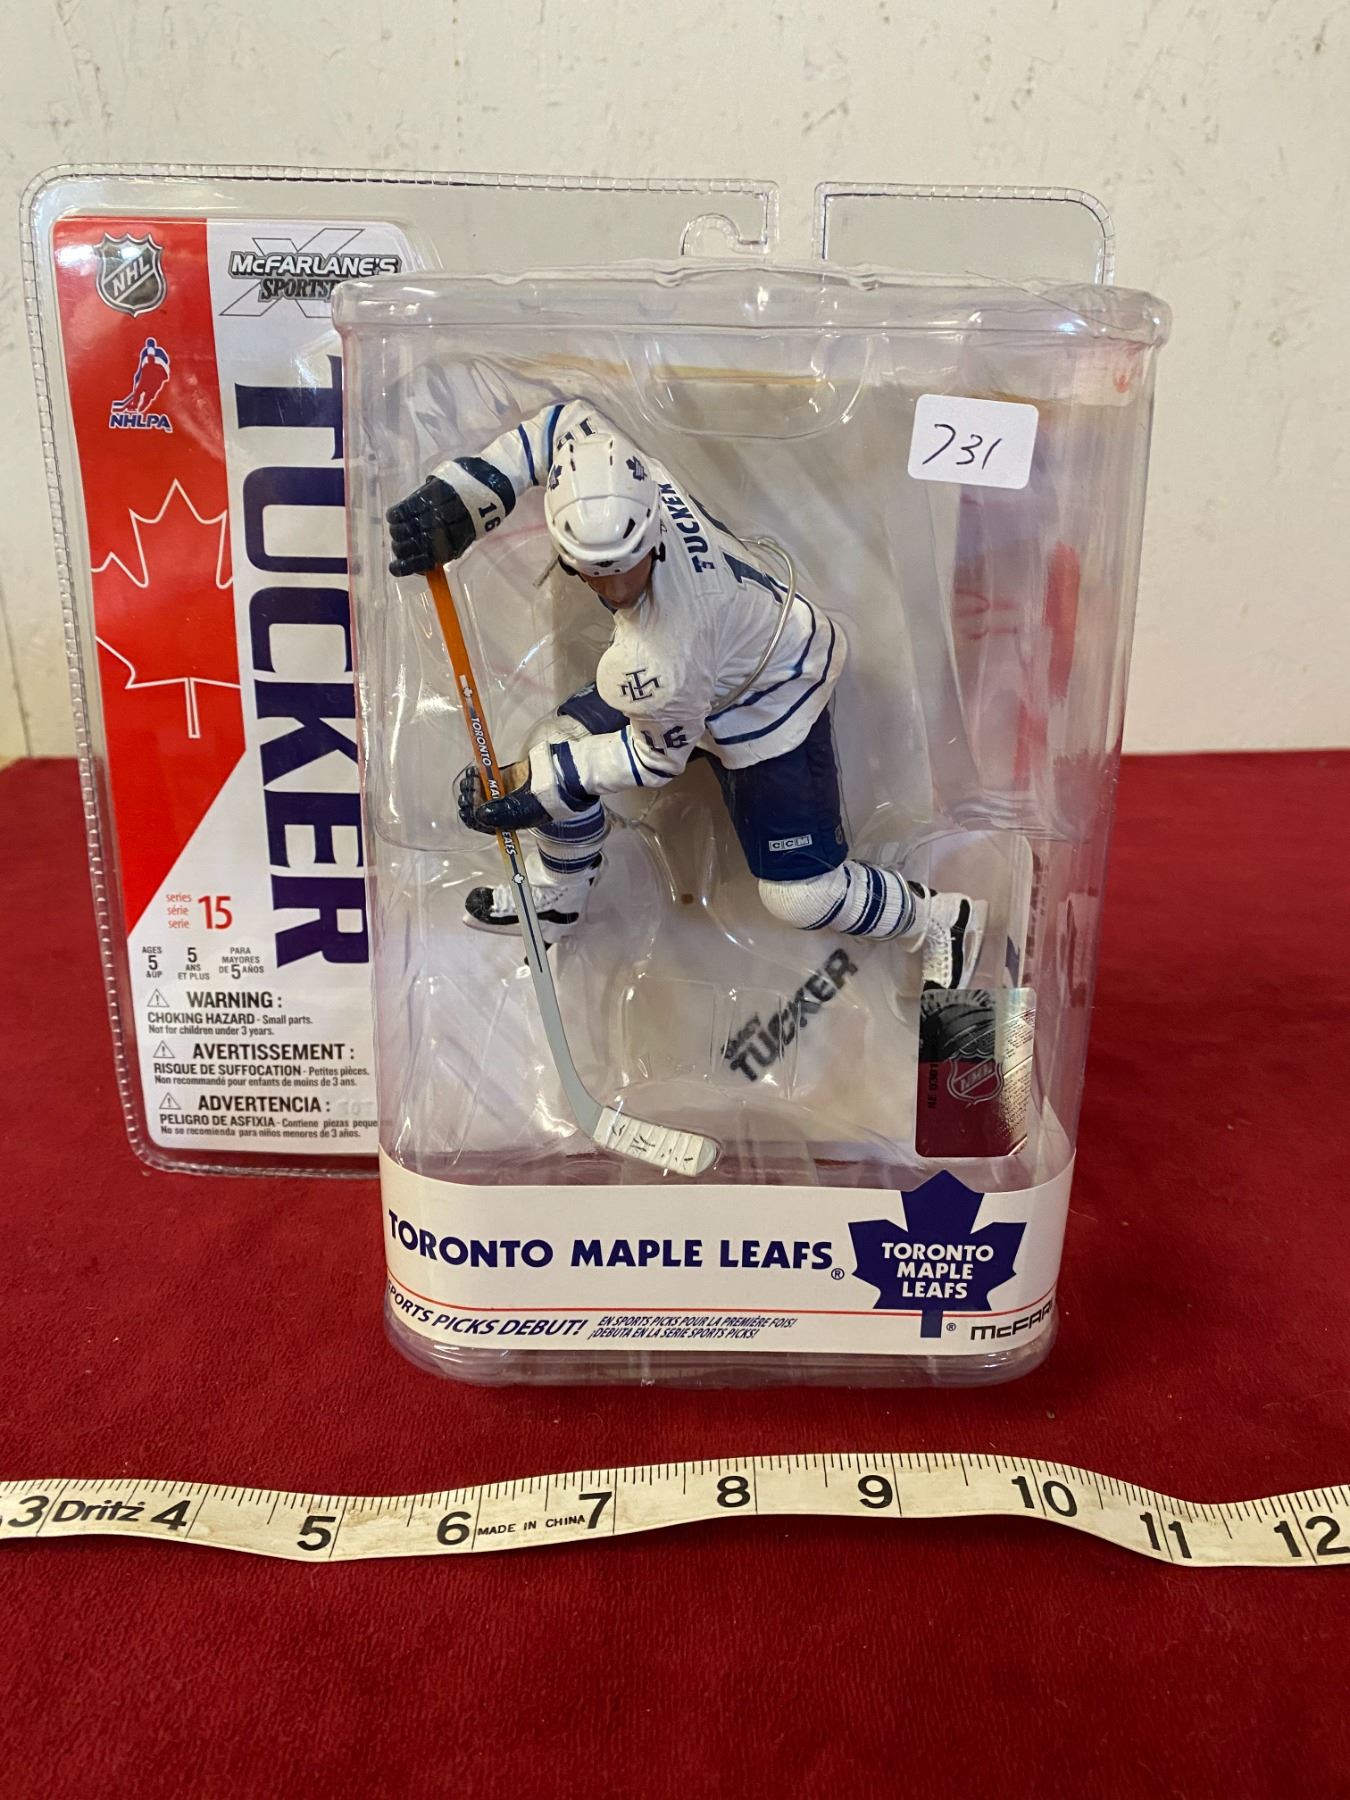 NHL
NHLPA
McFARLANE'S
TUCKER
series
série
serie
15
AGES
5
&UP
5
ANS
ET PLUS
PARA
MAYORES
DE 5 AÑOS
WARNING :
CHOKING HAZARD - Small parts.
Not for children under 3 years.
AVERTISSEMENT :
RISQUE DE SUFFOCATION - Petites pièces.
Non recommandé pour enfants de moins de 3 ans.
ADVERTENCIA :
PELIGRO DE ASFIXIA - Contiene piezas
No se recomienda para niños menores de 3 años.
731
16
16
TUCKER
16
TORONTO
CCM
TUCKER
NHL
TORONTO MAPLE LEAFS®
TORONTO
MAPLE
LEAFS
®
SPORTS PICKS DEBUT!
EN SPORTS PICKS POUR LA PREMIÈRE FOIS!
¡DEBUTA EN LA SERIE SPORTS PICKS!
3 Dritz 4 5 6 MADE IN CHINA 7 8 9 10 11 12